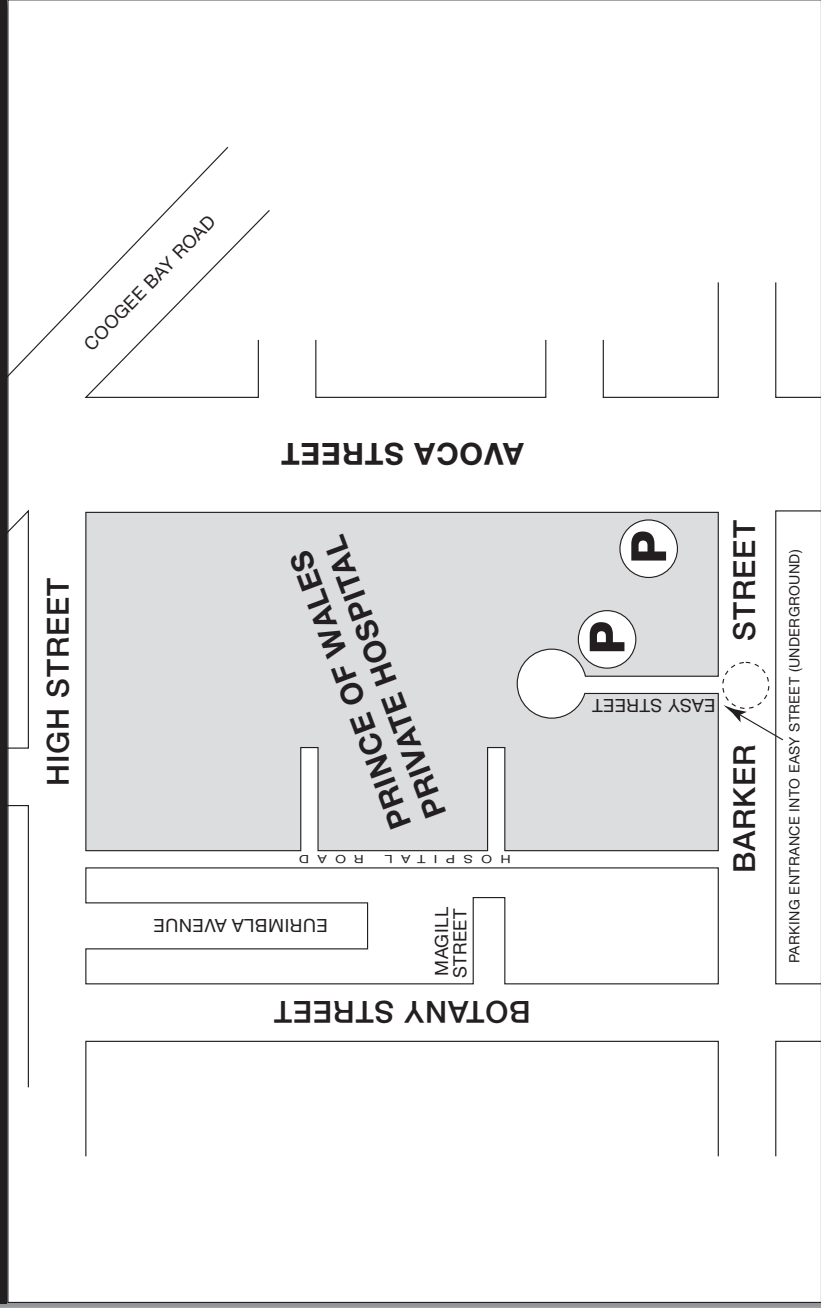 COOGEE BAY ROAD
AVOCA STREET
HIGH STREET
PRINCE OF WALES
PRIVATE HOSPITAL
P
P
EASY STREET
BARKER STREET
PARKING ENTRANCE INTO EASY STREET (UNDERGROUND)
HOSPITAL ROAD
EURIMBLA AVENUE
MAGILL
STREET
BOTANY STREET